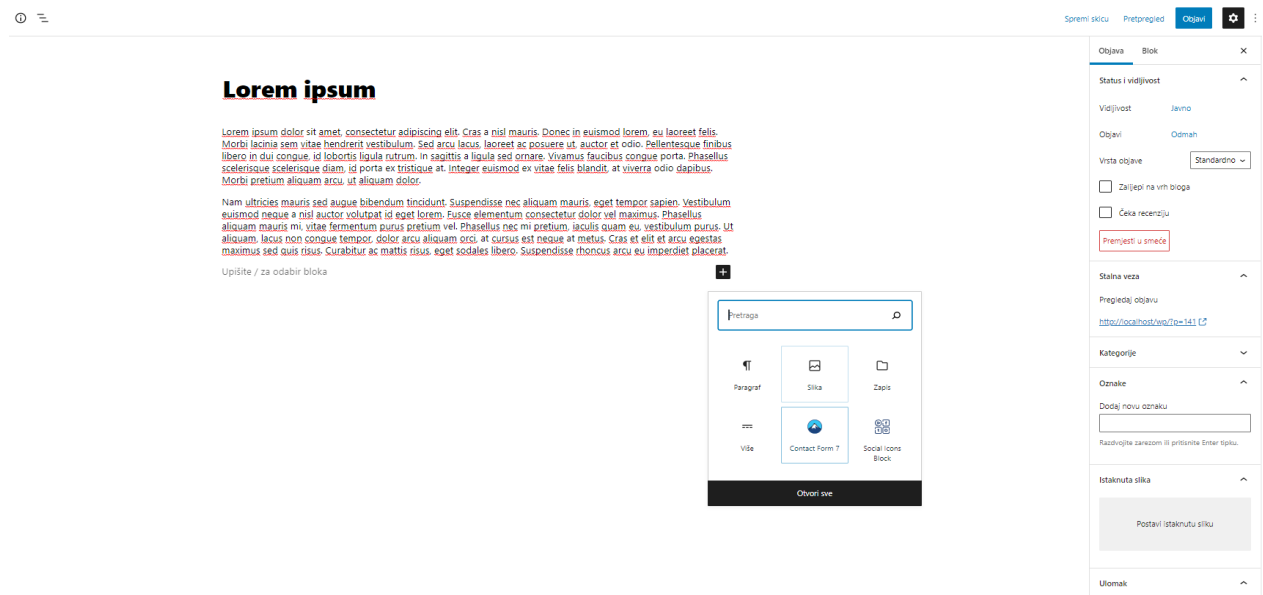 Spremi skicu
Pretpregled
Objavi
Lorem ipsum
Lorem ipsum dolor sit amet, consectetur adipiscing elit. Cras a nisl mauris. Donec in euismod lorem, eu laoreet felis.
Morbi lacinia sem vitae hendrerit vestibulum. Sed arcu lacus, laoreet ac posuere ut, auctor et odio. Pellentesque finibus
libero in dui congue, id lobortis ligula rutrum. In sagittis a ligula sed ornare. Vivamus faucibus congue porta. Phasellus
scelerisque scelerisque diam, id porta ex tristique at. Integer euismod ex vitae felis blandit, at viverra odio dapibus.
Morbi pretium aliquam arcu, ut aliquam dolor.
Nam ultricies mauris sed augue bibendum tincidunt. Suspendisse nec aliquam mauris, eget tempor sapien. Vestibulum
euismod neque a nisl auctor volutpat id eget lorem. Fusce elementum consectetur dolor vel maximus. Phasellus
aliquam mauris mi, vitae fermentum purus pretium vel. Phasellus nec mi pretium, iaculis quam eu, vestibulum purus. Ut
aliquam, lacus non congue tempor, dolor arcu aliquam orci, at cursus est neque at metus. Cras et elit et arcu egestas
maximus sed quis risus. Curabitur ac mattis risus, eget sodales libero. Suspendisse rhoncus arcu eu imperdiet placerat.
Upišite / za odabir bloka
Pretraga
Paragraf
Slika
Zapis
Više
Contact Form 7
Social Icons
Block
Otvori sve
Objava
Blok
Status i vidljivost
Vidljivost
Javno
Objavi
Odmah
Vrsta objave
Standardno
Zalijepi na vrh bloga
Čeka recenziju
Premjesti u smeće
Stalna veza
Pregledaj objavu
http://localhost/wp/?p=141
Kategorije
Oznake
Dodaj novu oznaku
Razdvojite zarezom ili pritisnite Enter tipku.
Istaknuta slika
Postavi istaknutu sliku
Ulomak